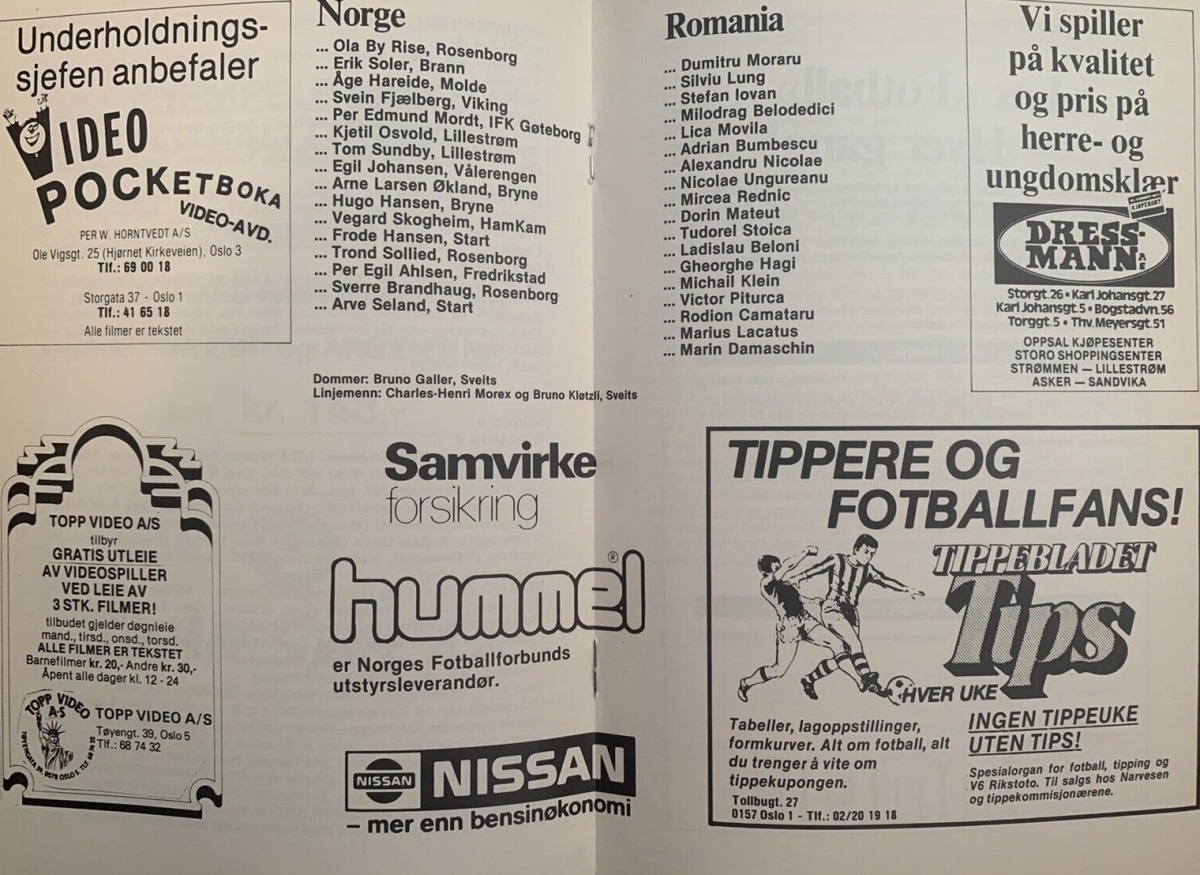 Underholdnings-
sjefen anbefaler
VIDEO
POCKETBOKA
VIDEO-AVD.
PER W. HORNTVEDT A/S
Ole Vigsgt. 25 (Hjørnet Kirkeveien), Oslo 3
Tlf.: 69 00 18
Storgata 37 - Oslo 1
Tlf.: 41 65 18
Alle filmer er tekstet
Norge
... Ola By Rise, Rosenborg
... Erik Soler, Brann
... Åge Hareide, Molde
... Svein Fjælberg, Viking
... Per Edmund Mordt, IFK Gøteborg
... Kjetil Osvold, Lillestrøm
... Tom Sundby, Lillestrøm
... Egil Johansen, Vålerengen
... Arne Larsen Økland, Bryne
... Hugo Hansen, Bryne
... Vegard Skogheim, HamKam
... Frode Hansen, Start
... Trond Sollied, Rosenborg
... Per Egil Ahlsen, Fredrikstad
... Sverre Brandhaug, Rosenborg
... Arve Seland, Start
Dommer: Bruno Galler, Sveits
Linjemenn: Charles-Henri Morex og Bruno Kløtzli, Sveits
Romania
... Dumitru Moraru
... Silviu Lung
... Stefan Iovan
... Milodrag Belodedici
... Lica Movila
... Adrian Bumbescu
... Alexandru Nicolae
... Nicolae Ungureanu
... Mircea Rednic
... Dorin Mateut
... Tudorel Stoica
... Ladislau Beloni
... Gheorghe Hagi
... Michail Klein
... Victor Piturca
... Rodion Camataru
... Marius Lacatus
... Marin Damaschin
Vi spiller
på kvalitet
og pris på
herre- og
ungdomsklær
DRESS-
MANN A/S
Storgt.26 • Karl Johansgt.27
Karl Johansgt.5 • Bogstadvn.56
Torggt.5 • Thv.Meyersgt.51
OPPSAL KJØPESENTER
STORO SHOPPINGSENTER
STRØMMEN — LILLESTRØM
ASKER — SANDVIKA
TOPP VIDEO A/S
tilbyr
GRATIS UTLEIE
AV VIDEOSPILLER
VED LEIE AV
3 STK. FILMER!
tilbudet gjelder døgnleie
mand., tirsd., onsd., torsd.
ALLE FILMER ER TEKSTET
Barnefilmer kr. 20,- Andre kr. 30,-
Åpent alle dager kl. 12 - 24
TOPP VIDEO
A-S
TOPP VIDEO A/S
Tøyengt. 39, Oslo 5
Tlf.: 68 74 32
Samvirke
forsikring
hummel®
er Norges Fotballforbunds
utstyrsleverandør.
NISSAN NISSAN
– mer enn bensinøkonomi
TIPPERE OG
FOTBALLFANS!
TIPPEBLADET
Tips
HVER UKE
Tabeller, lagoppstillinger,
formkurver. Alt om fotball, alt
du trenger å vite om
tippekupongen.
Tollbugt. 27
0157 Oslo 1 - Tlf.: 02/20 19 18
INGEN TIPPEUKE
UTEN TIPS!
Spesialorgan for fotball, tipping og
V6 Rikstoto. Til salgs hos Narvesen
og tippekommisjonærene.